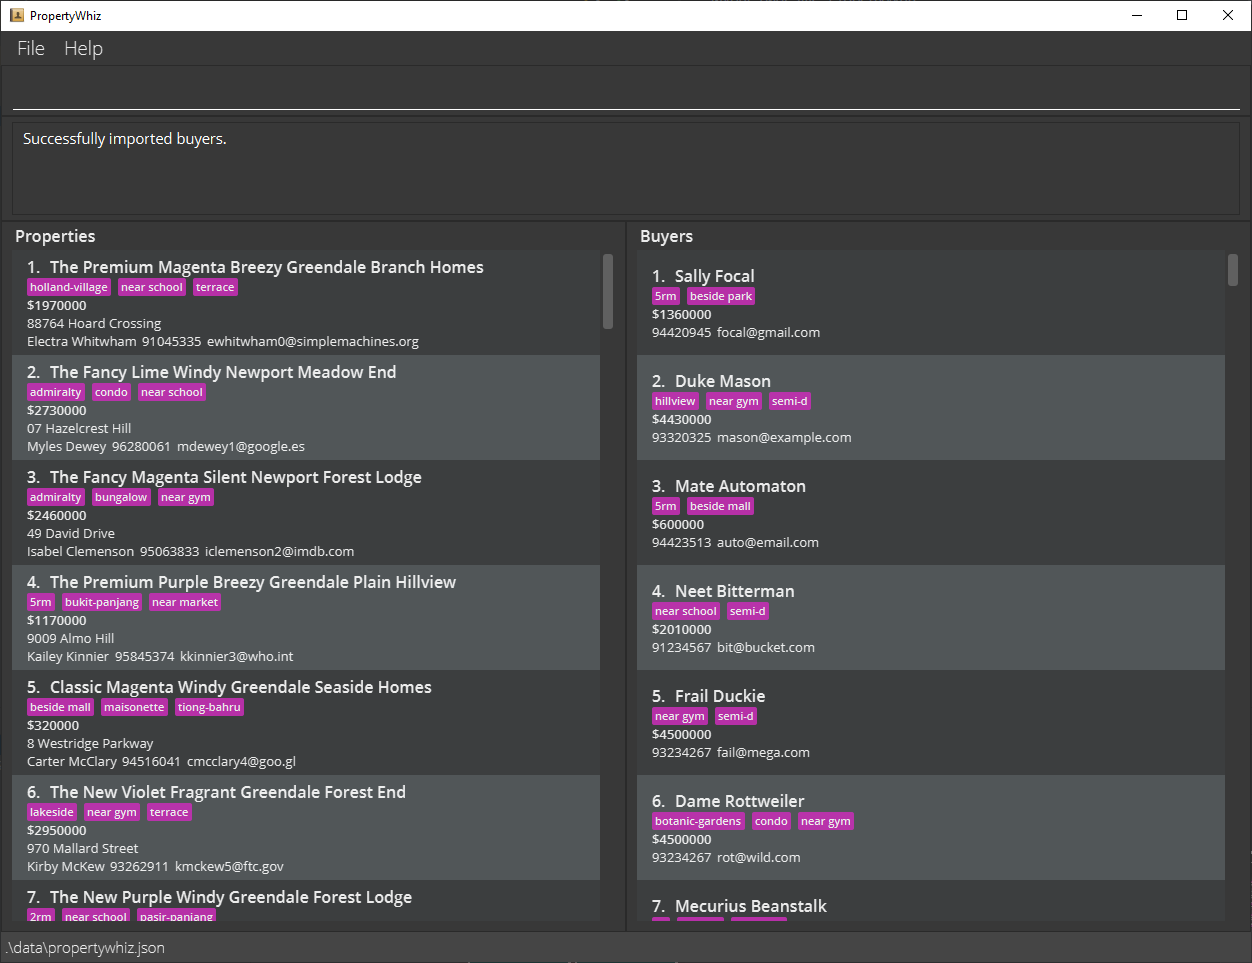 PropertyWhiz
File Help
Successfully imported buyers.
Properties
1. The Premium Magenta Breezy Greendale Branch Homes
holland-village near school terrace
$1970000
88764 Hoard Crossing
Electra Whitwham 91045335 ewhitwham0@simplemachines.org
2. The Fancy Lime Windy Newport Meadow End
admiralty condo near school
$2730000
07 Hazelcrest Hill
Myles Dewey 96280061 mdewey1@google.es
3. The Fancy Magenta Silent Newport Forest Lodge
admiralty bungalow near gym
$2460000
49 David Drive
Isabel Clemenson 95063833 iclemenson2@imdb.com
4. The Premium Purple Breezy Greendale Plain Hillview
5rm bukit-panjang near market
$1170000
9009 Almo Hill
Kailey Kinnier 95845374 kkinnier3@who.int
5. Classic Magenta Windy Greendale Seaside Homes
beside mall maisonette tiong-bahru
$320000
8 Westridge Parkway
Carter McClary 94516041 cmcclary4@goo.gl
6. The New Violet Fragrant Greendale Forest End
lakeside near gym terrace
$2950000
970 Mallard Street
Kirby McKew 93262911 kmckew5@ftc.gov
7. The New Purple Windy Greendale Forest Lodge
2rm near school pasir-panjang
Buyers
1. Sally Focal
5rm beside park
$1360000
94420945 focal@gmail.com
2. Duke Mason
hillview near gym semi-d
$4430000
93320325 mason@example.com
3. Mate Automaton
5rm beside mall
$600000
94423513 auto@email.com
4. Neet Bitterman
near school semi-d
$2010000
91234567 bit@bucket.com
5. Frail Duckie
near gym semi-d
$4500000
93234267 fail@mega.com
6. Dame Rottweiler
botanic-gardens condo near gym
$4500000
93234267 rot@wild.com
7. Mecurius Beanstalk
.\data\propertywhiz.json